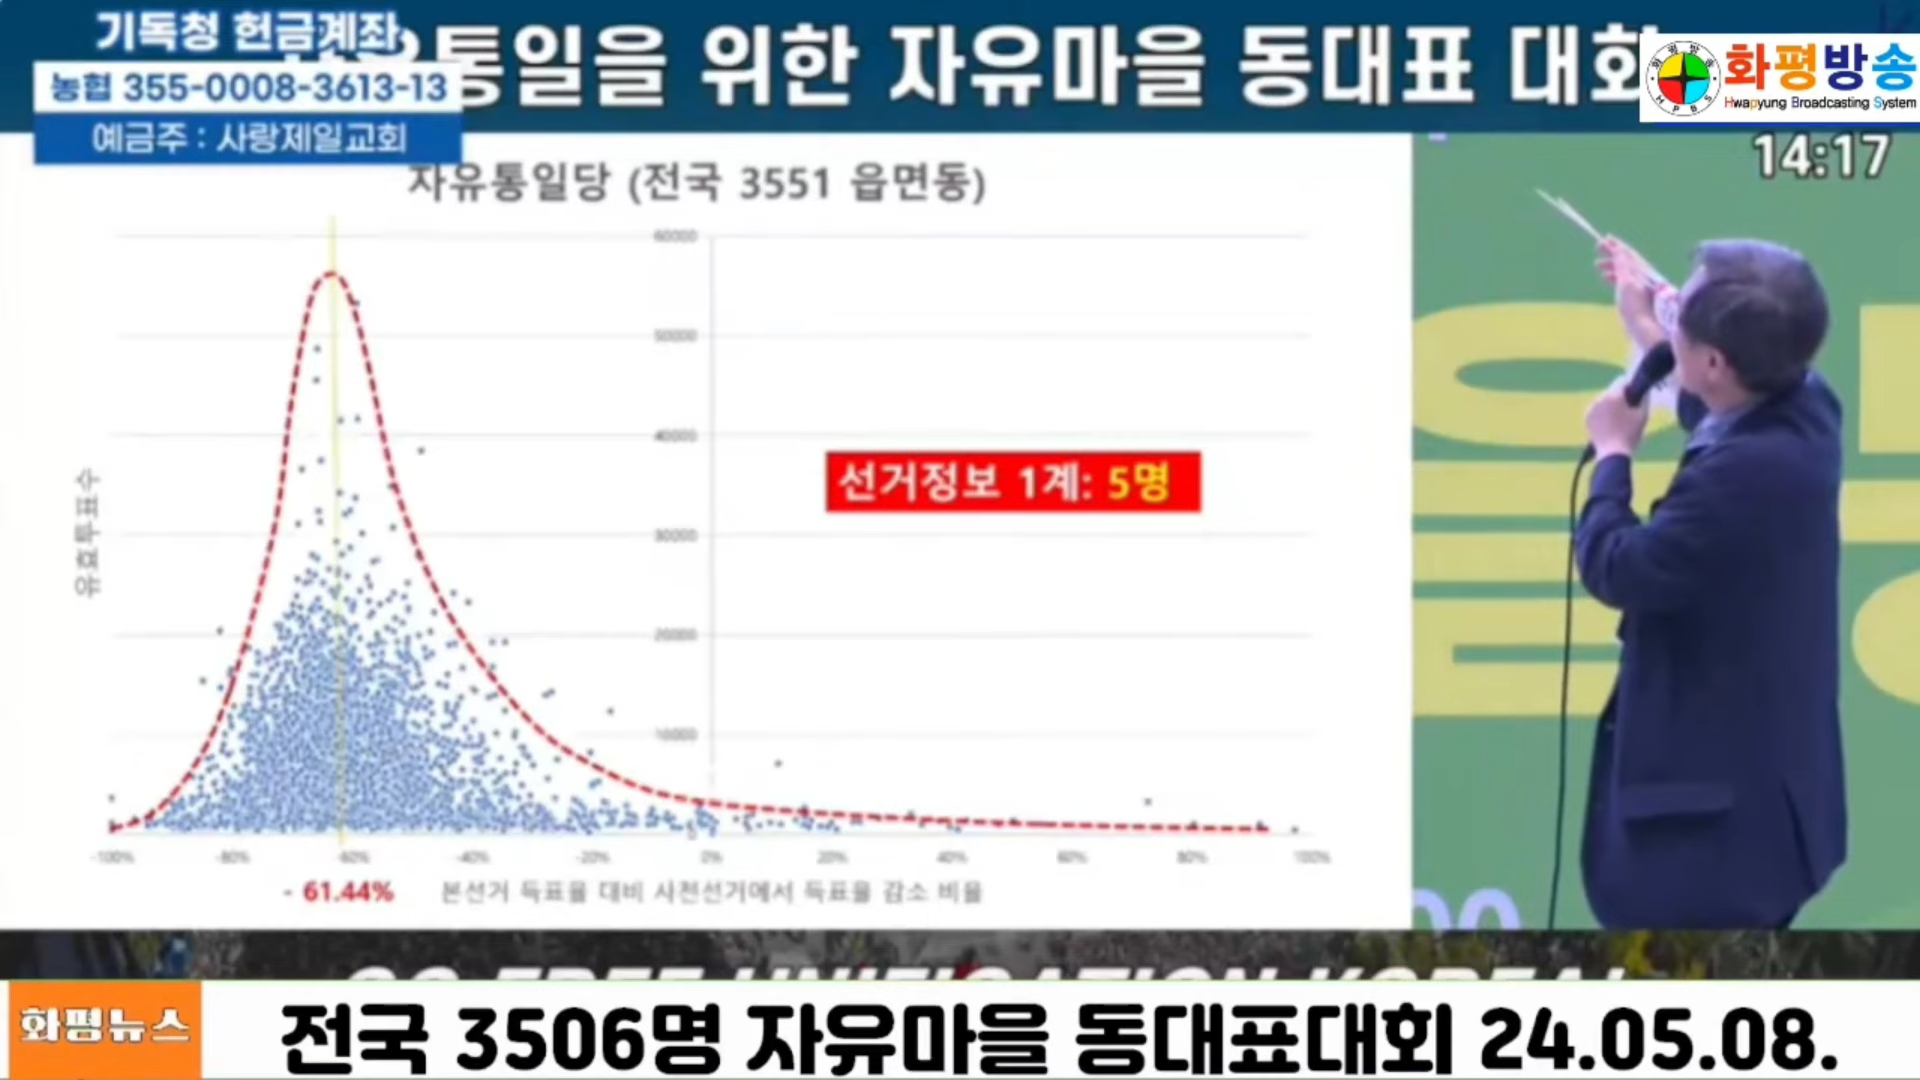 기독청 헌금계좌
농협 355-0008-3613-13
예금주 : 사랑제일교회
통일을 위한 자유마을 동대표 대회
화평방송
Hwapyung Broadcasting System
14:17
자유통일당 (전국 3551 읍면동)
60000
50000
40000
30000
20000
10000
0
유효투표수
선거정보 1계: 5명
-100% -80% -60% -40% -20% 0% 20% 40% 60% 80% 100%
- 61.44% 본선거 득표율 대비 사전선거에서 득표율 감소 비율
화평뉴스
전국 3506명 자유마을 동대표대회 24.05.08.